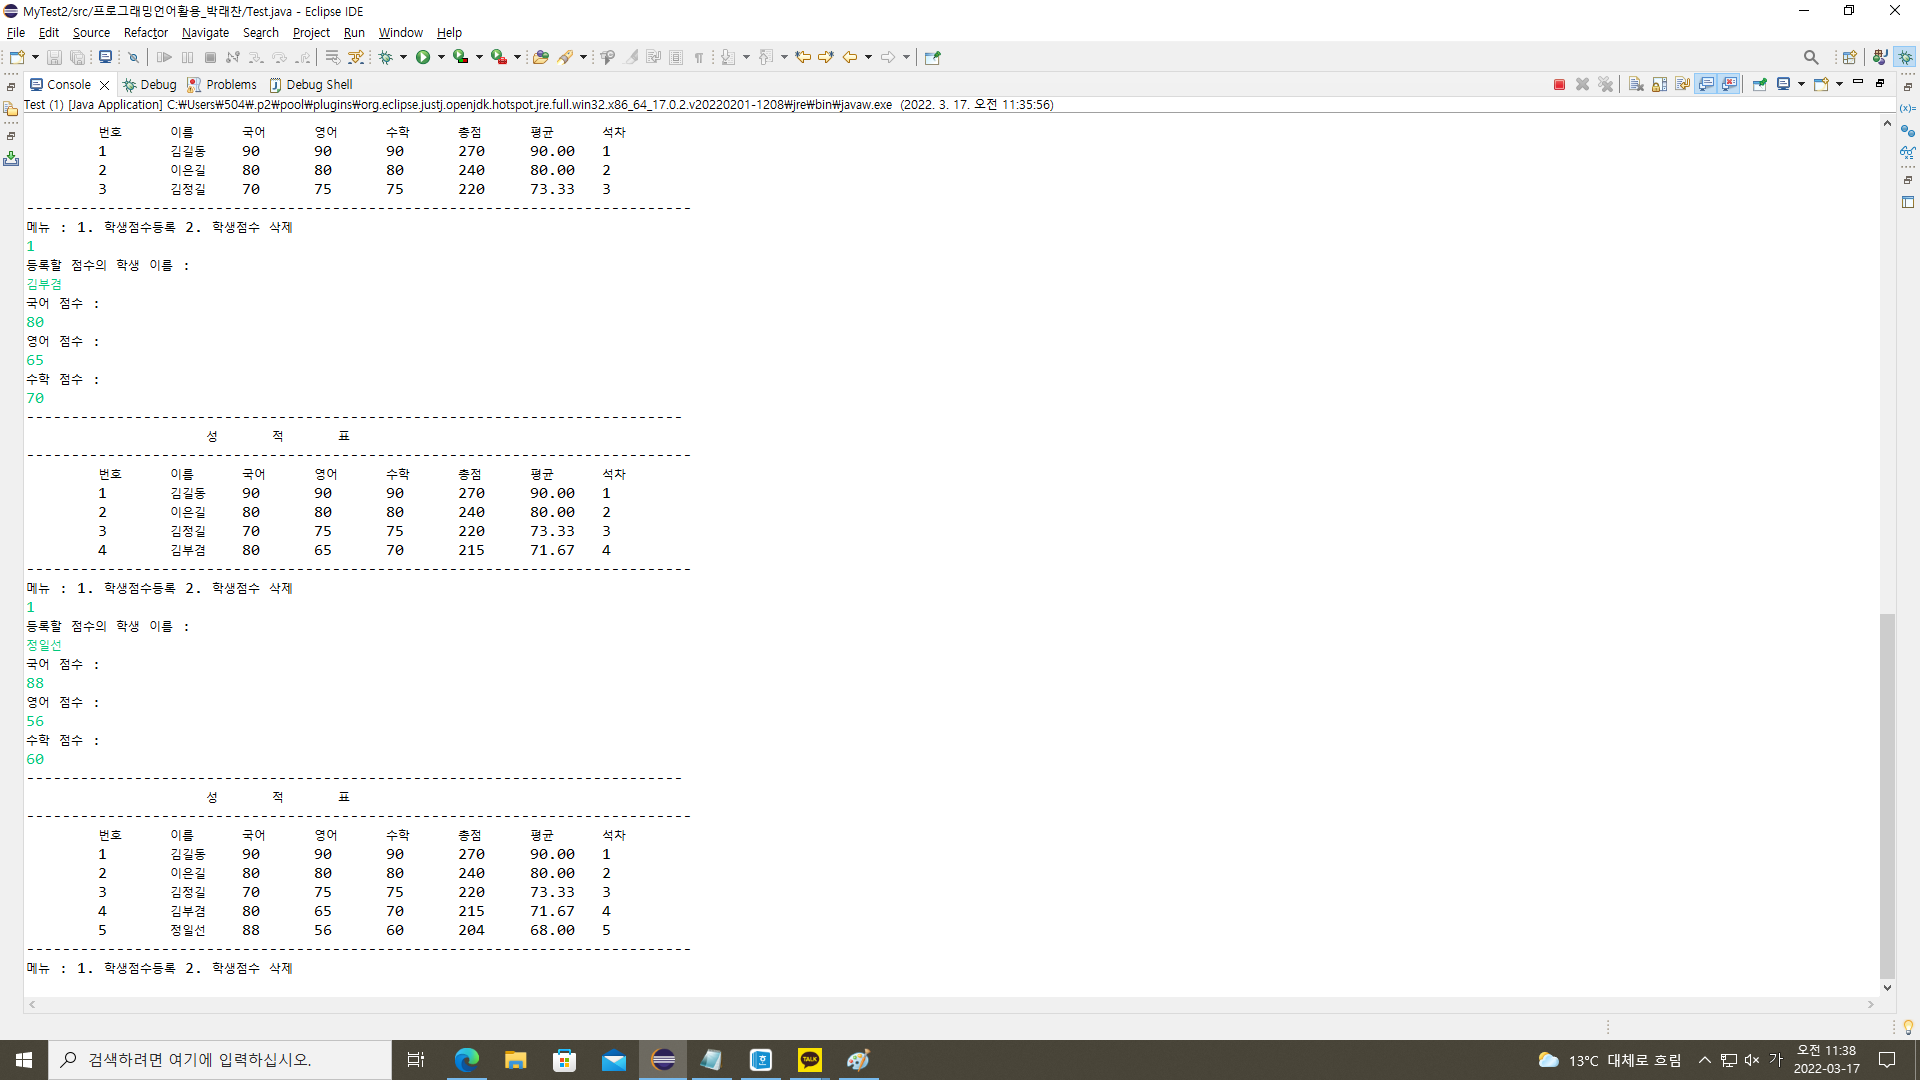 MyTest2/src/프로그래밍언어활용_박래찬/Test.java - Eclipse IDE
File Edit Source Refactor Navigate Search Project Run Window Help
Console Debug Problems Debug Shell
Test (1) [Java Application] C:₩Users₩504₩.p2₩pool₩plugins₩org.eclipse.justj.openjdk.hotspot.jre.full.win32.x86_64_17.0.2.v20220201-1208₩jre₩bin₩javaw.exe (2022. 3. 17. 오전 11:35:56)
번호 이름 국어 영어 수학 총점 평균 석차
1 김길동 90 90 90 270 90.00 1
2 이은길 80 80 80 240 80.00 2
3 김정길 70 75 75 220 73.33 3
--------------------------------------------------------------------------
메뉴 : 1. 학생점수등록 2. 학생점수 삭제
1
등록할 점수의 학생 이름 :
김부겸
국어 점수 :
80
영어 점수 :
65
수학 점수 :
70
-------------------------------------------------------------------------
성 적 표
--------------------------------------------------------------------------
번호 이름 국어 영어 수학 총점 평균 석차
1 김길동 90 90 90 270 90.00 1
2 이은길 80 80 80 240 80.00 2
3 김정길 70 75 75 220 73.33 3
4 김부겸 80 65 70 215 71.67 4
--------------------------------------------------------------------------
메뉴 : 1. 학생점수등록 2. 학생점수 삭제
1
등록할 점수의 학생 이름 :
정일선
국어 점수 :
88
영어 점수 :
56
수학 점수 :
60
-------------------------------------------------------------------------
성 적 표
--------------------------------------------------------------------------
번호 이름 국어 영어 수학 총점 평균 석차
1 김길동 90 90 90 270 90.00 1
2 이은길 80 80 80 240 80.00 2
3 김정길 70 75 75 220 73.33 3
4 김부겸 80 65 70 215 71.67 4
5 정일선 88 56 60 204 68.00 5
--------------------------------------------------------------------------
메뉴 : 1. 학생점수등록 2. 학생점수 삭제
검색하려면 여기에 입력하십시오.
TALK
13°C 대체로 흐림
가
오전 11:38
2022-03-17